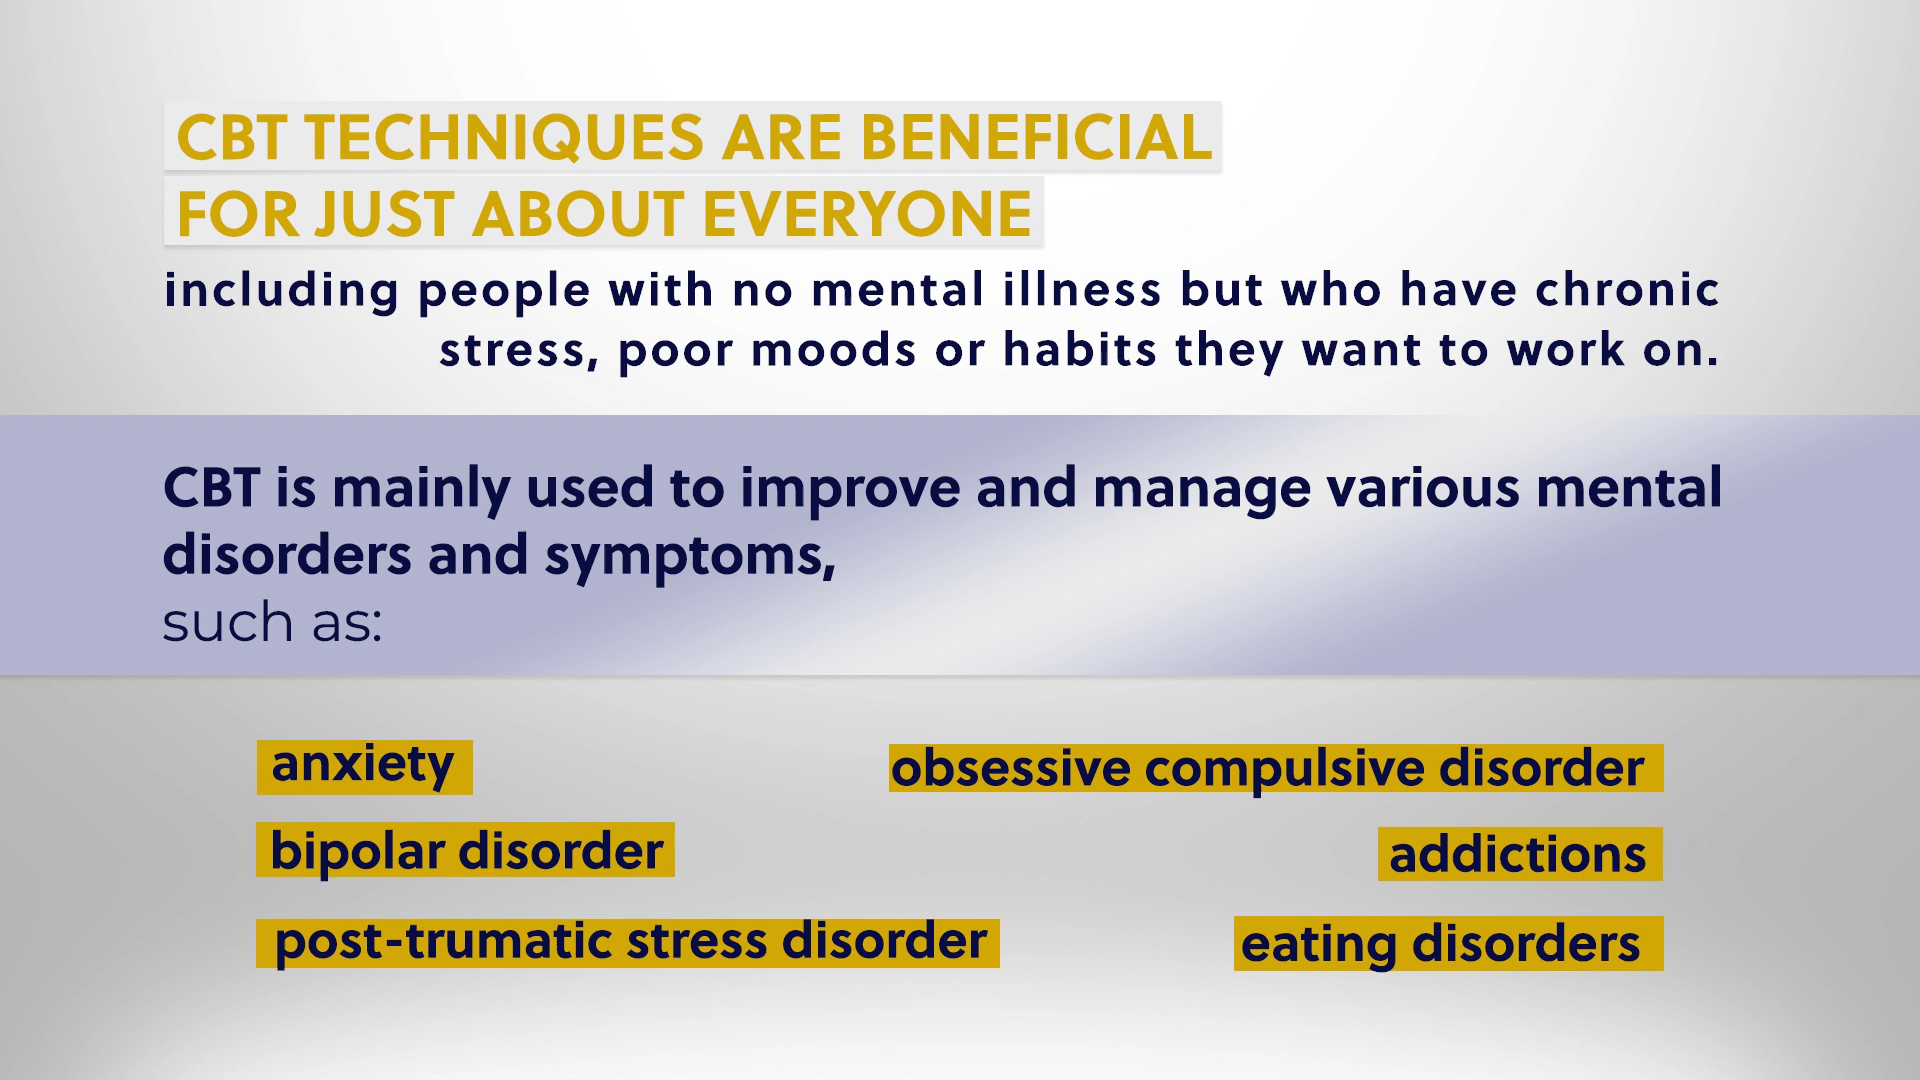 CBT TECHNIQUES ARE BENEFICIAL
FOR JUST ABOUT EVERYONE
including people with no mental illness but who have chronic
stress, poor moods or habits they want to work on.
CBT is mainly used to improve and manage various mental
disorders and symptoms,
such as:
anxiety
bipolar disorder
post-trumatic stress disorder
obsessive compulsive disorder
addictions
eating disorders